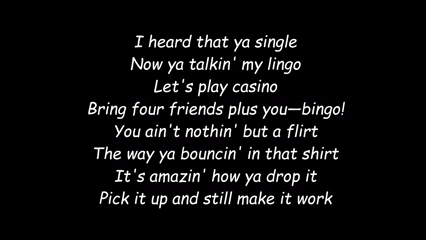 I heard that ya single
Now ya talkin' my lingo
Let's play casino
Bring four friends plus you—bingo!
You ain't nothin' but a flirt
The way ya bouncin' in that shirt
It's amazin' how ya drop it
Pick it up and still make it work